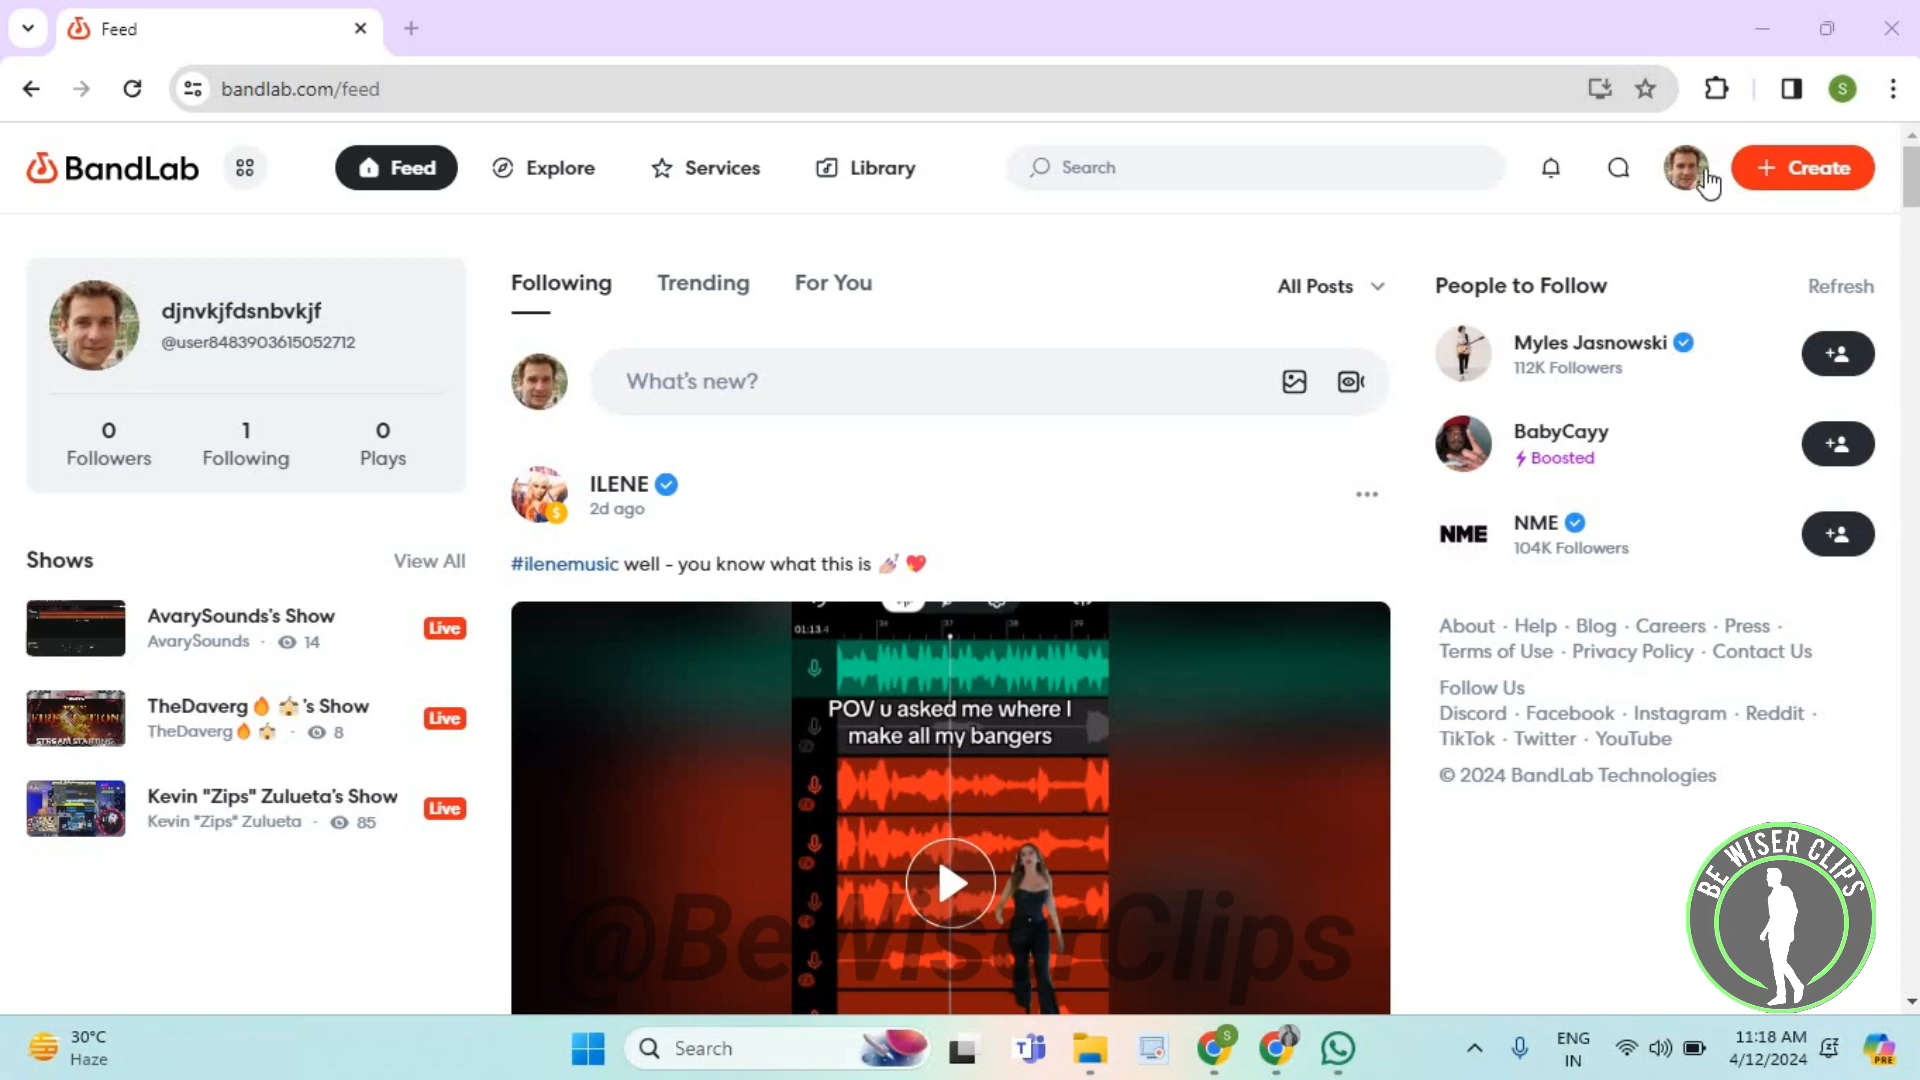 Feed
bandlab.com/feed
S
BandLab
Feed
Explore
Services
Library
Search
+ Create
djnvkjfdsnbvkjf
@user8483903615052712
0
1
0
Followers
Following
Plays
Shows
View All
AvarySounds's Show
AvarySounds · 14
Live
TheDaverg🔥 🏠's Show
TheDaverg🔥 🏠 · 8
Live
Kevin "Zips" Zulueta's Show
Kevin "Zips" Zulueta · 85
Live
Following
Trending
For You
All Posts
What's new?
ILENE
2d ago
#ilenemusic well - you know what this is 💅 💖
01:13.4
36
37
38
39
POV u asked me where I
make all my bangers
@BeWiserClips
People to Follow
Refresh
Myles Jasnowski
112K Followers
BabyCayy
Boosted
NME
NME
104K Followers
About · Help · Blog · Careers · Press ·
Terms of Use · Privacy Policy · Contact Us
Follow Us
Discord · Facebook · Instagram · Reddit ·
TikTok · Twitter · YouTube
© 2024 BandLab Technologies
BE WISER CLIPS
30°C
Haze
Search
S
ENG
IN
11:18 AM
4/12/2024
PRE